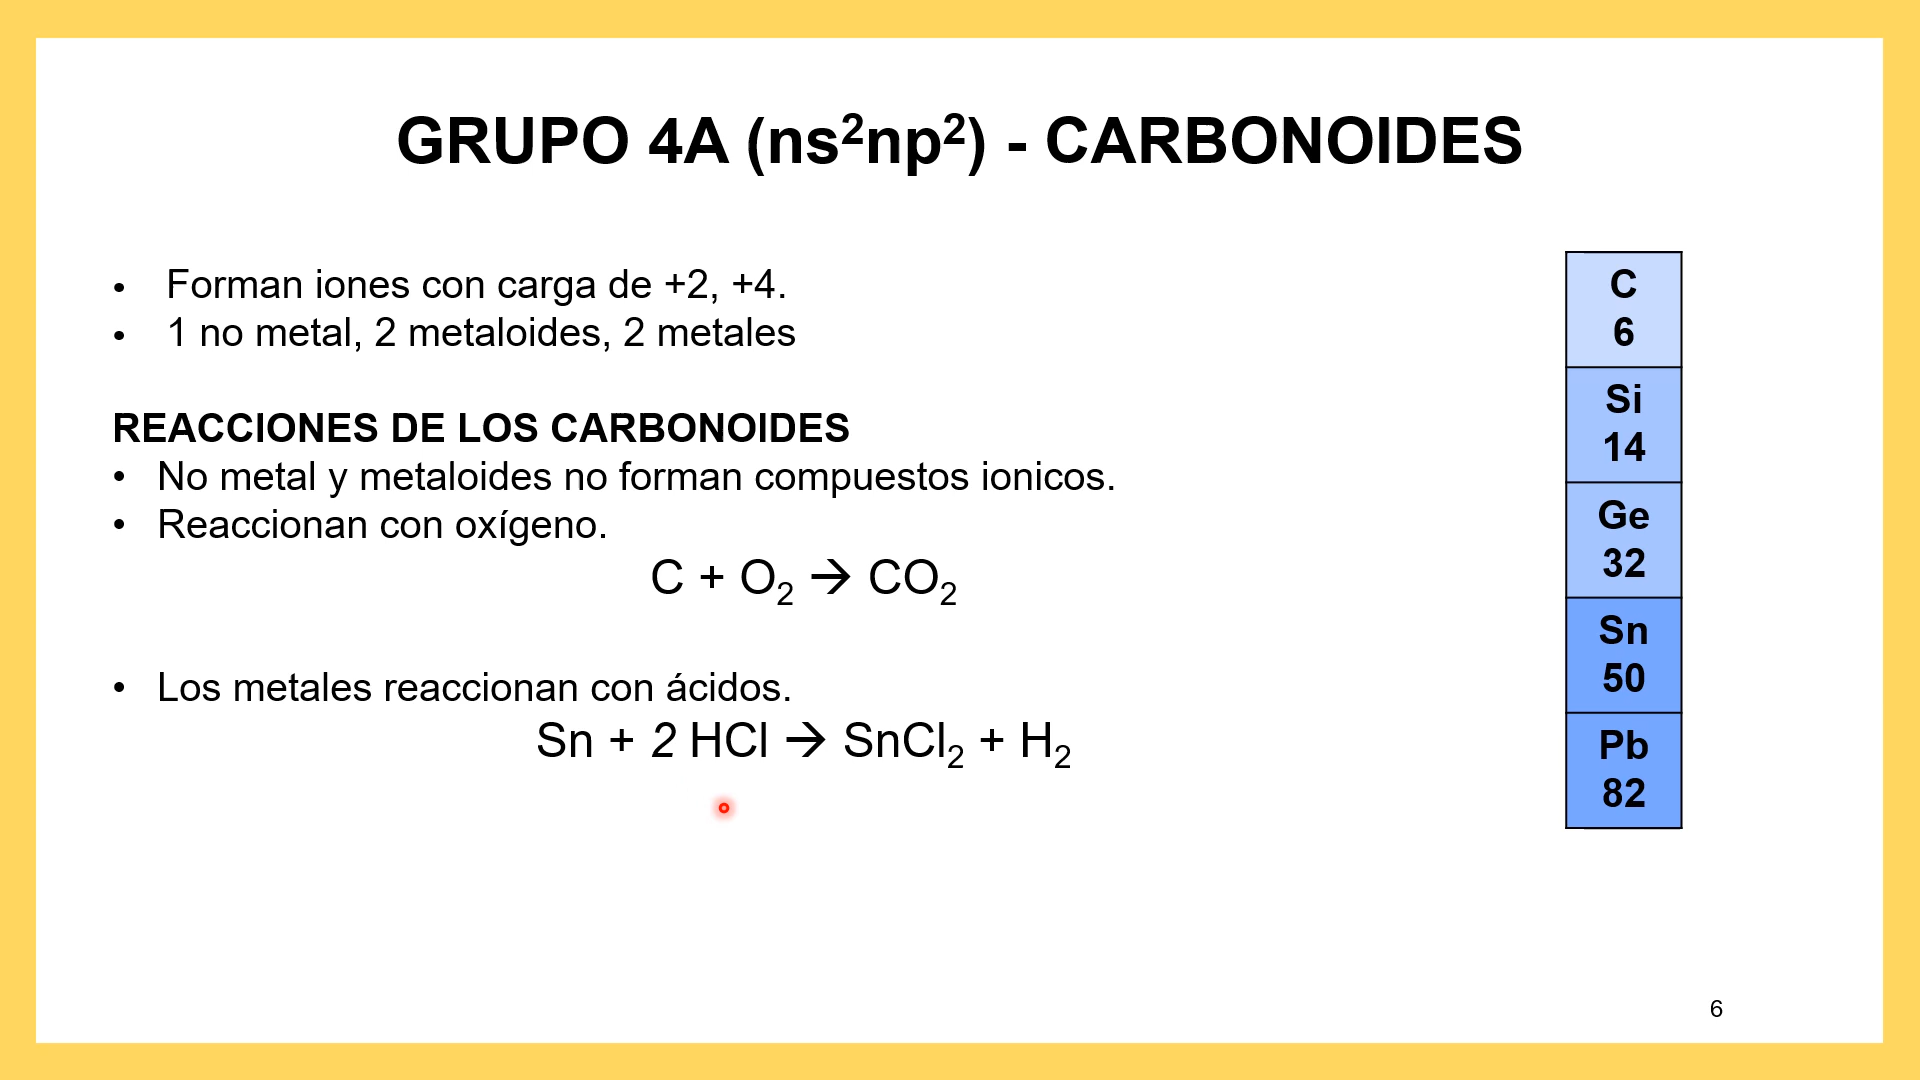 GRUPO 4A (ns²np²) - CARBONOIDES
• Forman iones con carga de +2, +4.
• 1 no metal, 2 metaloides, 2 metales
REACCIONES DE LOS CARBONOIDES
• No metal y metaloides no forman compuestos ionicos.
• Reaccionan con oxígeno.
C + O₂ → CO₂
• Los metales reaccionan con ácidos.
Sn + 2 HCl → SnCl₂ + H₂
C
6
Si
14
Ge
32
Sn
50
Pb
82
6